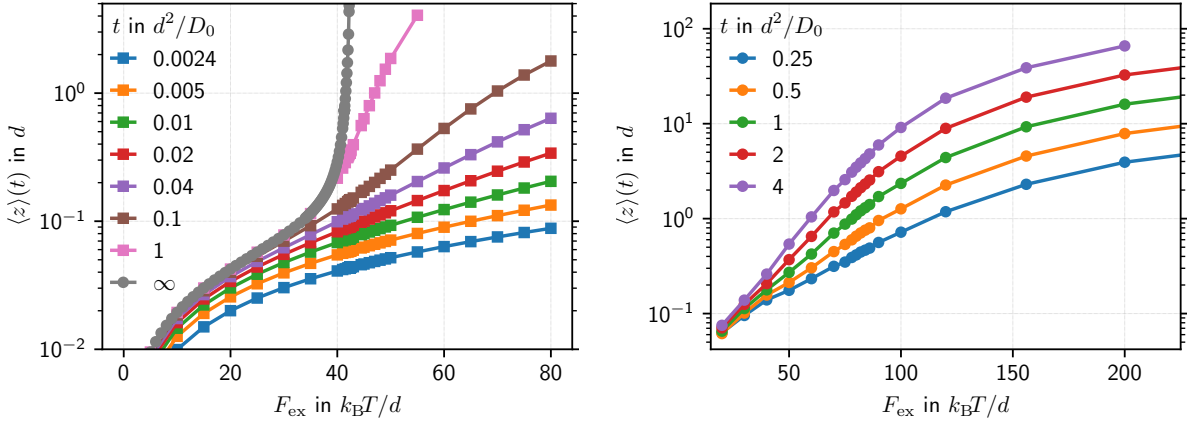 t in d²/D₀
0.0024
0.005
0.01
0.02
0.04
0.1
1
∞
10⁰
10⁻¹
10⁻²
⟨z⟩(t) in d
0 20 40 60 80
F_ex in k_BT/d
t in d²/D₀
0.25
0.5
1
2
4
10²
10¹
10⁰
10⁻¹
⟨z⟩(t) in d
50 100 150 200
F_ex in k_BT/d